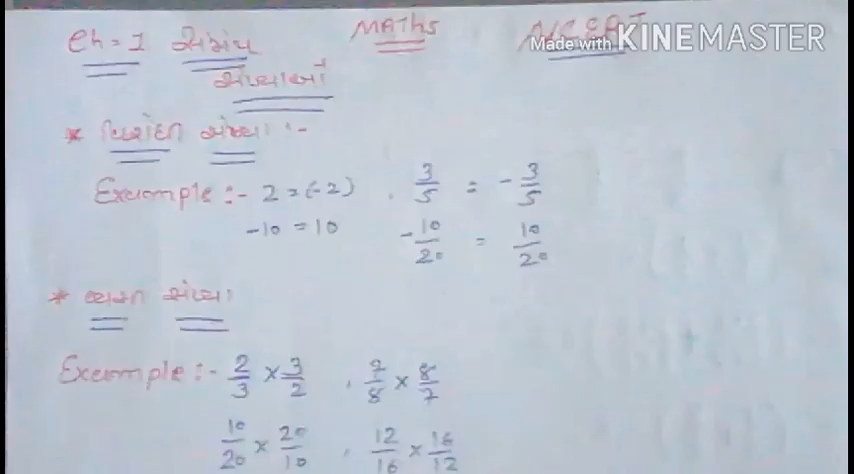 Ch = 1 સંમેય MATHS NCERT
Made with KINEMASTER
સંખ્યાઓ
* વિરોધી સંખ્યા :-
Example :- 2 = (-2) , 3/5 = - 3/5
-10 = 10 - 10/20 = 10/20
* વ્યસ્ત સંખ્યા
Example :- 2/3 × 3/2 , 7/8 × 8/7
10/20 × 20/10 , 12/16 × 16/12